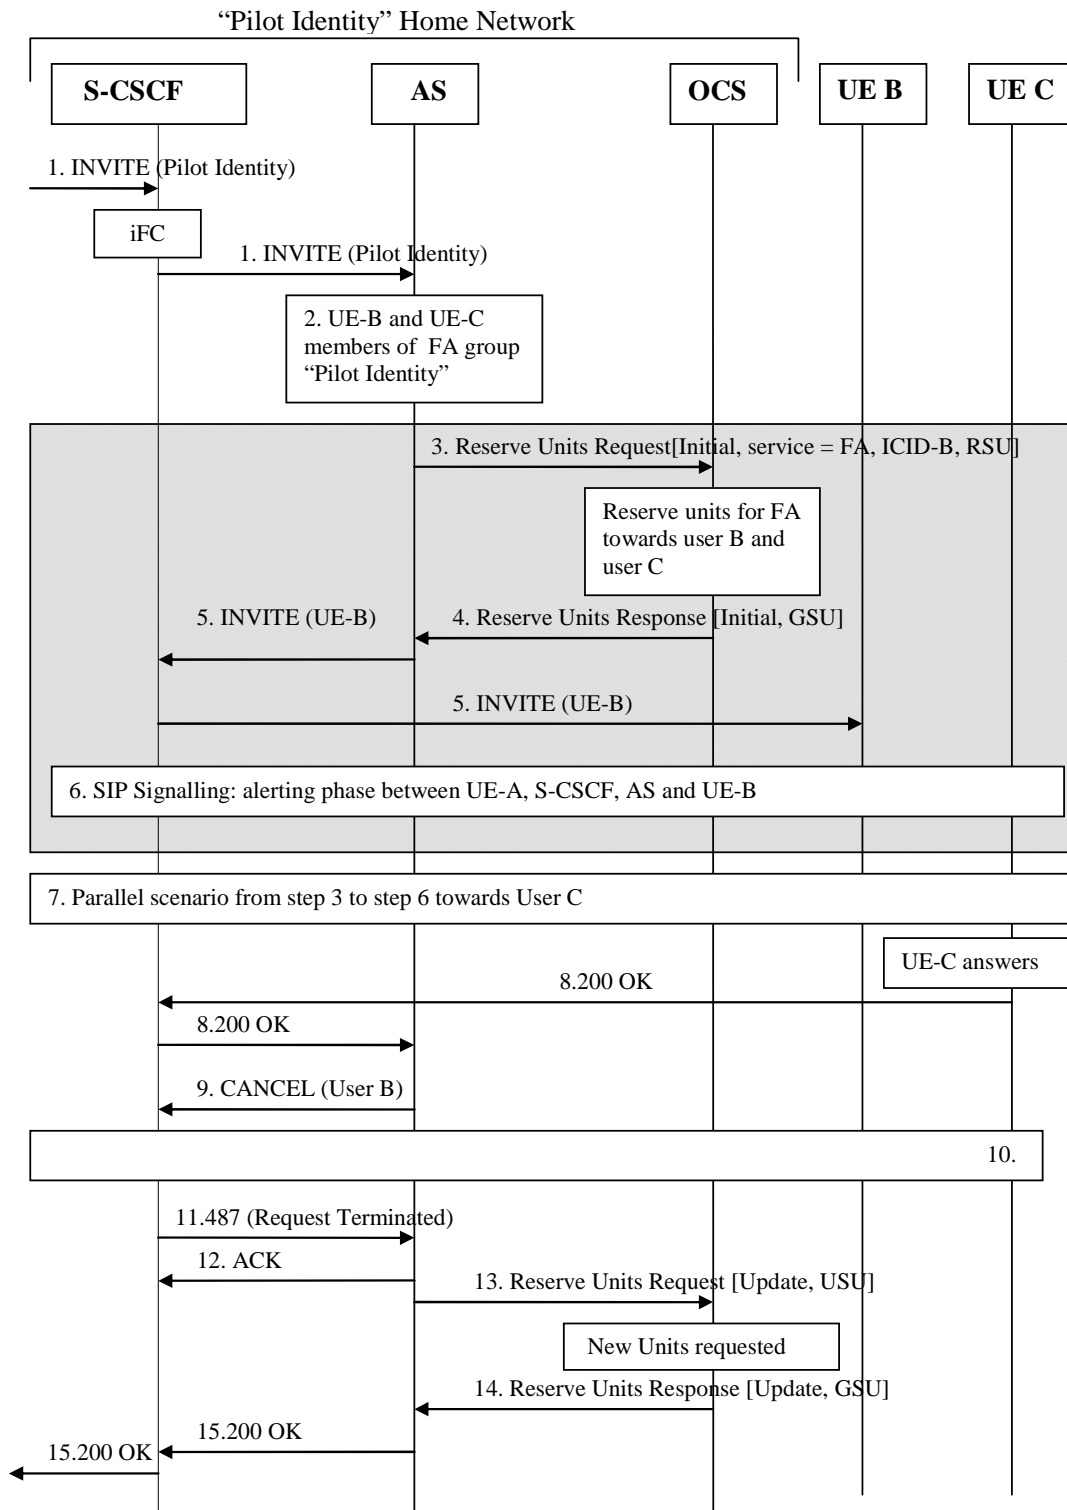 “Pilot Identity” Home Network
S-CSCF
AS
OCS
UE B
UE C
1. INVITE (Pilot Identity)
iFC
1. INVITE (Pilot Identity)
2. UE-B and UE-C
members of FA group
“Pilot Identity”
3. Reserve Units Request[Initial, service = FA, ICID-B, RSU]
Reserve units for FA
towards user B and
user C
5. INVITE (UE-B)
4. Reserve Units Response [Initial, GSU]
5. INVITE (UE-B)
6. SIP Signalling: alerting phase between UE-A, S-CSCF, AS and UE-B
7. Parallel scenario from step 3 to step 6 towards User C
UE-C answers
8.200 OK
8.200 OK
9. CANCEL (User B)
10.
11.487 (Request Terminated)
12. ACK
13. Reserve Units Request [Update, USU]
New Units requested
14. Reserve Units Response [Update, GSU]
15.200 OK
15.200 OK